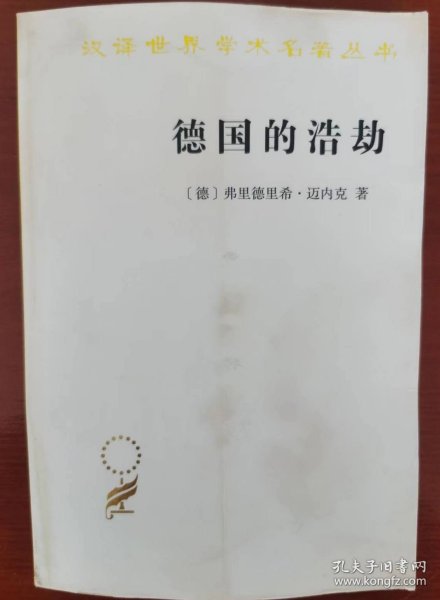 汉译世界学术名著丛书
德国的浩劫
〔德〕弗里德里希·迈内克 著
孔夫子旧书网
book.kongfz.com